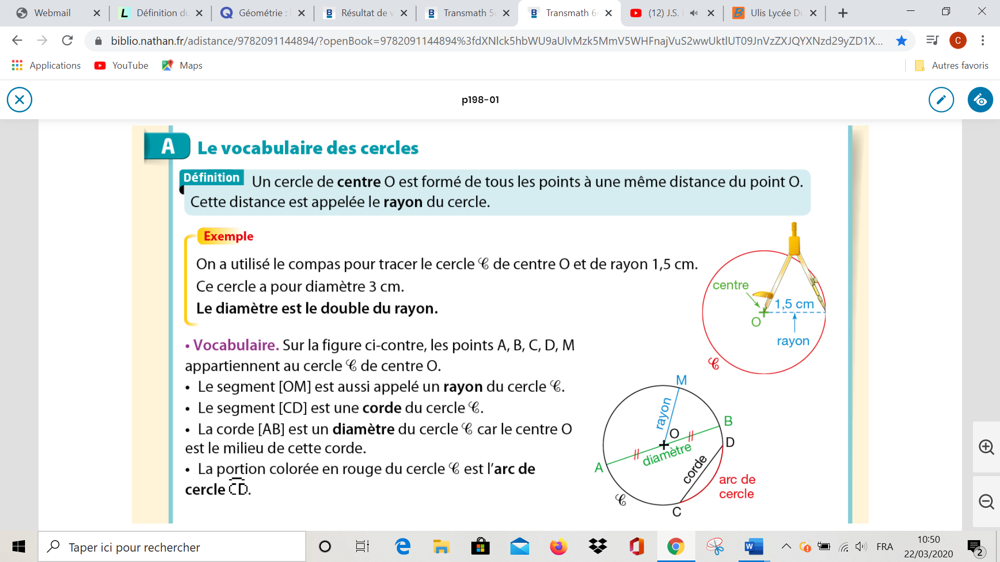 Webmail
Définition du
Géométrie : 
Résultat de v
Transmath 5e
Transmath 6e
(12) J.S.
Ulis Lycée Du
biblio.nathan.fr/adistance/9782091144894/?openBook=9782091144894%3fdXNlck5hbWU9aUlvMzk5MmV5WHFnajVuS2wwUktlUT09JnVzZXJQYXNzd29yZD1X...
C
Applications
YouTube
Maps
Autres favoris
p198-01
A Le vocabulaire des cercles
Définition Un cercle de centre O est formé de tous les points à une même distance du point O.
Cette distance est appelée le rayon du cercle.
Exemple
On a utilisé le compas pour tracer le cercle 𝒞 de centre O et de rayon 1,5 cm.
Ce cercle a pour diamètre 3 cm.
Le diamètre est le double du rayon.
centre
1,5 cm
O
rayon
𝒞
• Vocabulaire. Sur la figure ci-contre, les points A, B, C, D, M
appartiennent au cercle 𝒞 de centre O.
• Le segment [OM] est aussi appelé un rayon du cercle 𝒞.
• Le segment [CD] est une corde du cercle 𝒞.
• La corde [AB] est un diamètre du cercle 𝒞 car le centre O
est le milieu de cette corde.
• La portion colorée en rouge du cercle 𝒞 est l'arc de
cercle CD.
M
rayon
B
O
D
diamètre
A
corde
arc de
cercle
𝒞
C
Taper ici pour rechercher
FRA
10:50
22/03/2020
2